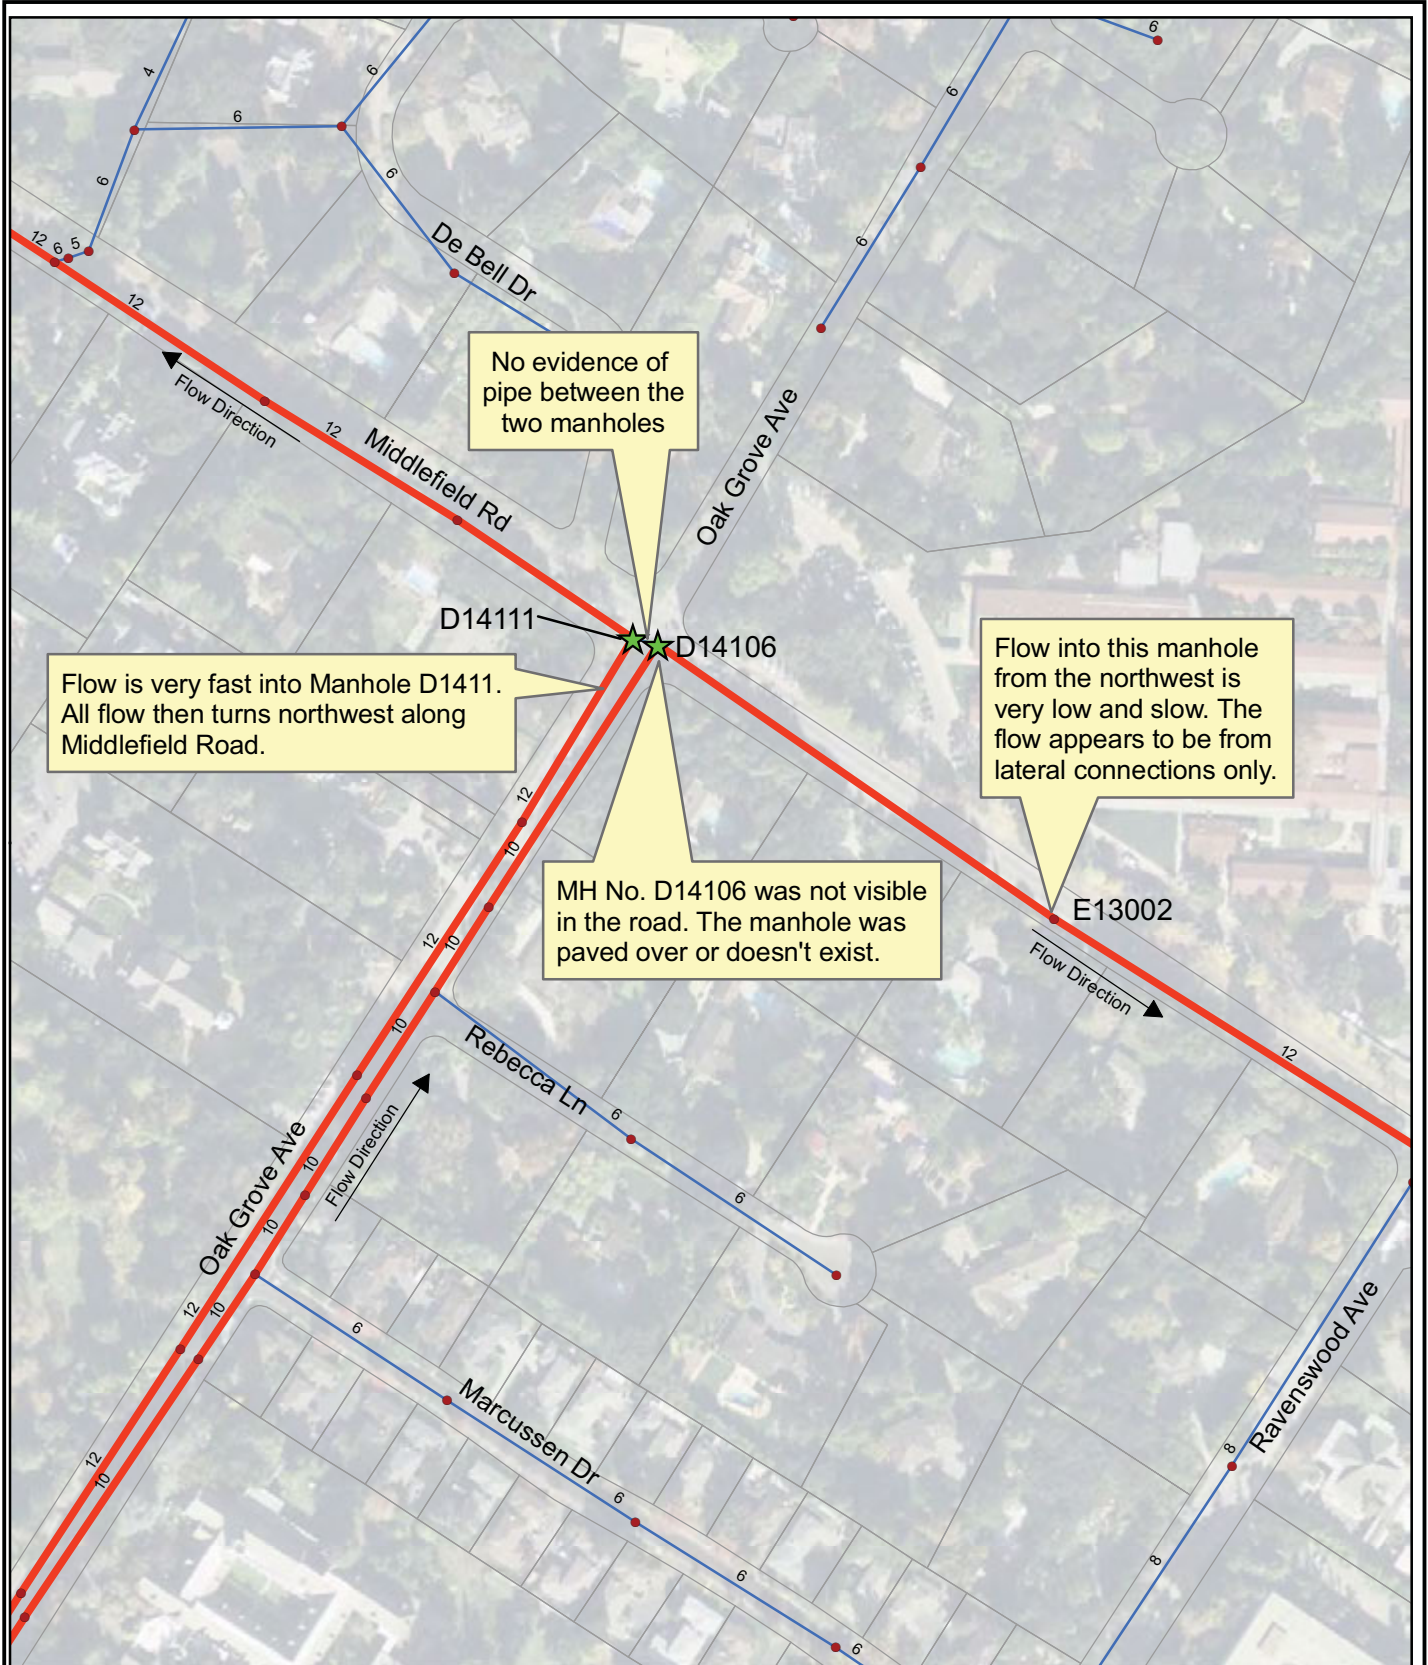 6
4
6
6
6
6
6
12
6
5
De Bell Dr
6
12
No evidence of
pipe between the
two manholes
Flow Direction
12
Middlefield Rd
Oak Grove Ave
D14111
D14106
Flow is very fast into Manhole D1411.
All flow then turns northwest along
Middlefield Road.
Flow into this manhole
from the northwest is
very low and slow. The
flow appears to be from
lateral connections only.
12
10
MH No. D14106 was not visible
in the road. The manhole was
paved over or doesn't exist.
E13002
12
10
Flow Direction
10
Rebecca Ln
12
6
Flow Direction
Oak Grove Ave
10
6
10
12
10
6
Ravenswood Ave
Marcussen Dr
8
12
10
6
8
6
6